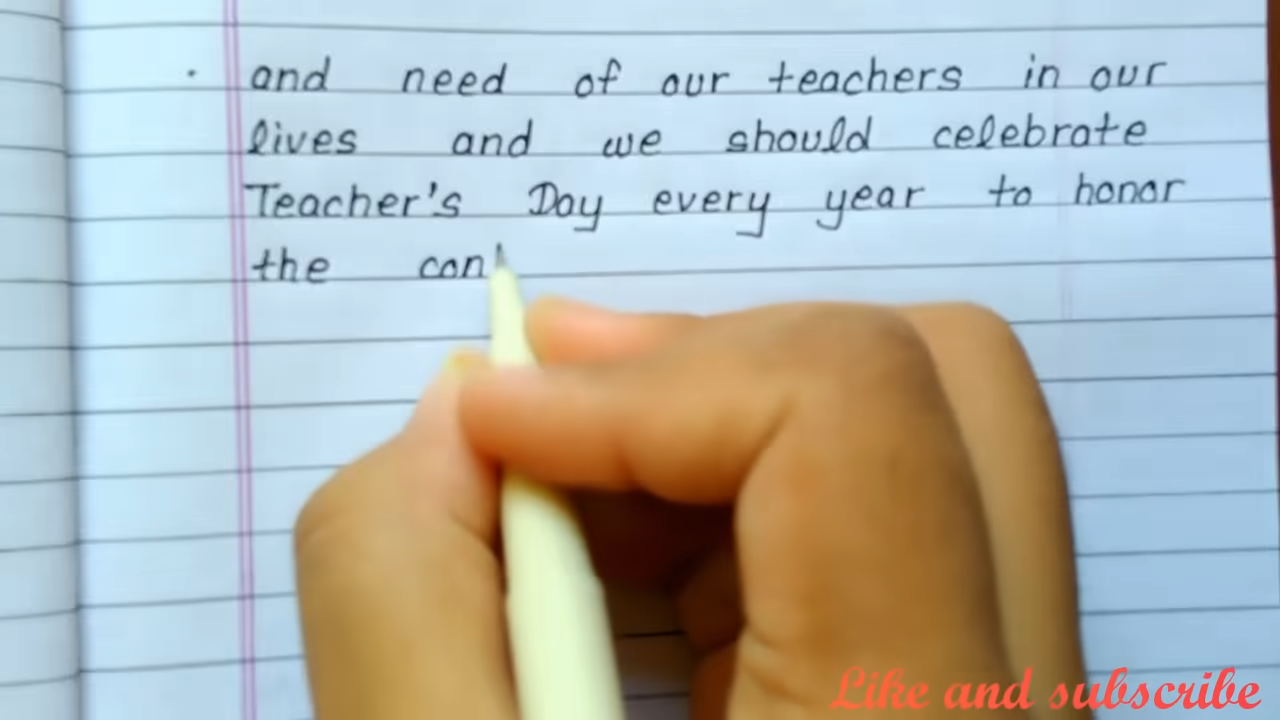 and need of our teachers in our
lives and we should celebrate
Teacher's Day every year to honor
the con
Like and subscribe